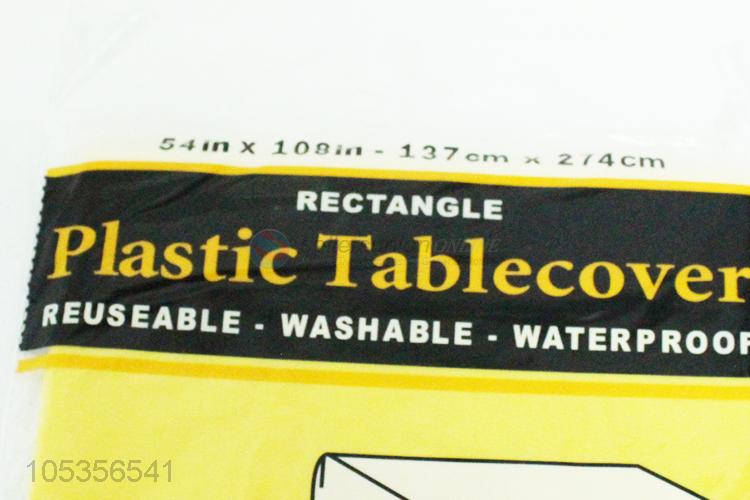 54in x 108in - 137cm x 274cm
RECTANGLE
Plastic Tablecover
REUSEABLE - WASHABLE - WATERPROOF
105356541